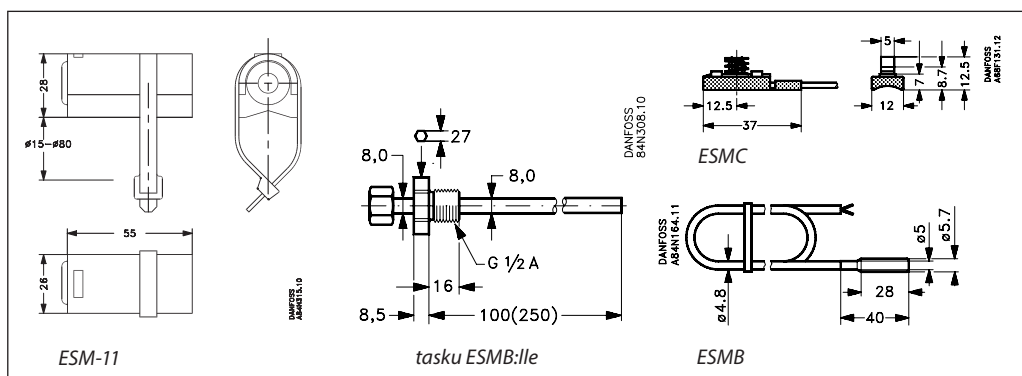 28
ø15-ø80
55
26
DANFOSS
A84N315.10
ESM-11
27
8,0
8,0
G 1/2 A
16
8,5
100(250)
DANFOSS
84N308.10
tasku ESMB:lle
12.5
37
5
7
8.7
12.5
12
DANFOSS
A68F131.12
ESMC
DANFOSS
A84N164.11
ø4.8
ø5
ø5.7
28
40
ESMB